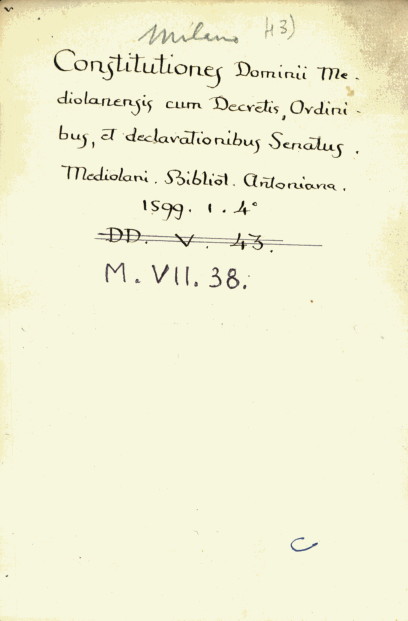 Milano 43)
Constitutiones Dominii Me-
diolanensis cum Decretis, Ordini-
bus, et declarationibus Senatus.
Mediolani. Bibliot. Antoniana.
1599. 1. 4°
DD. V. 43.
M. VII. 38.
C